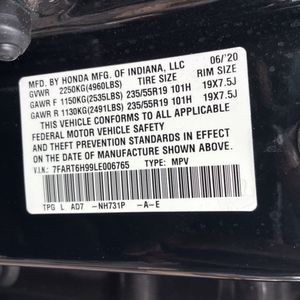 MFD. BY HONDA MFG. OF INDIANA, LLC 06/'20
GVWR 2250KG(4960LBS) TIRE SIZE RIM SIZE
GAWR F 1150KG(2535LBS) 235/55R19 101H 19X7.5J
GAWR R 1130KG(2491LBS) 235/55R19 101H 19X7.5J
THIS VEHICLE CONFORMS TO ALL APPLICABLE
FEDERAL MOTOR VEHICLE SAFETY
AND THEFT PREVENTION STANDARDS IN EFFECT
ON THE DATE OF MANUFACTURE SHOWN ABOVE.
V.I.N.: 7FART6H99LE006765 TYPE: MPV
TPG L AD7 -NH731P -A-E